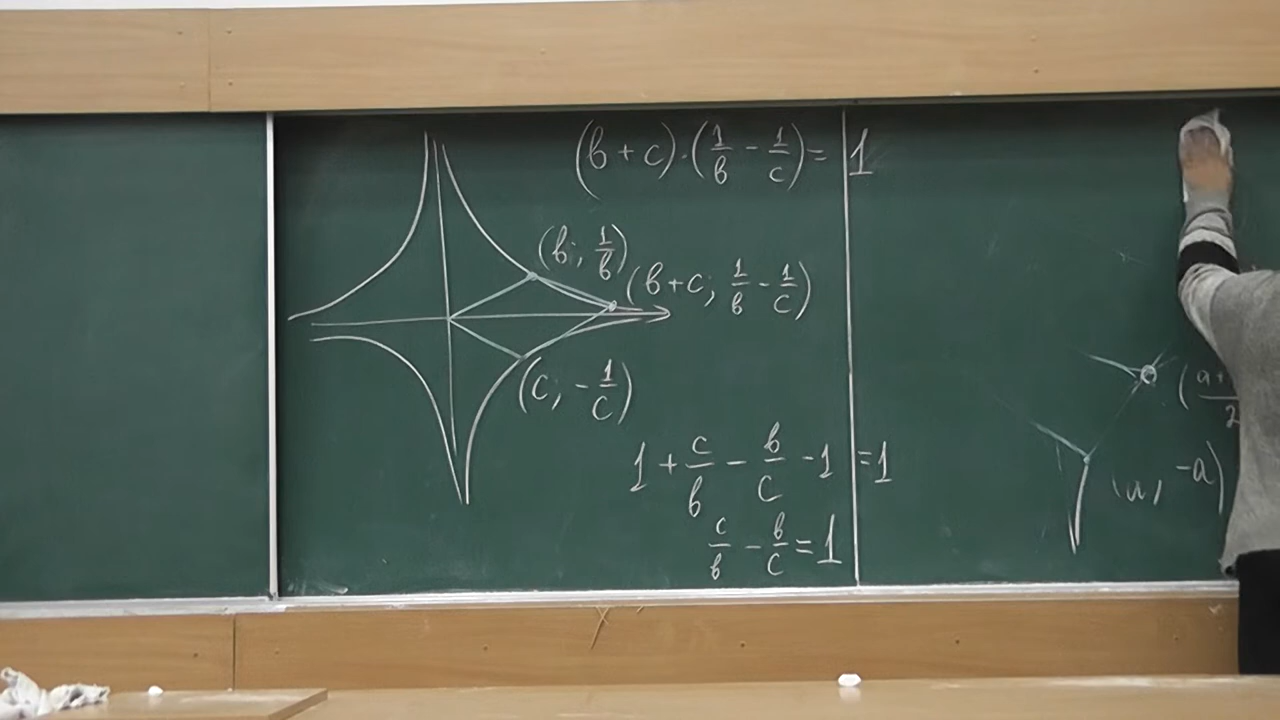 (в + c)·(1/в − 1/c) = 1
(в; 1/в)
(в+c; 1/в − 1/c)
(c; −1/c)
1 + c/в − в/c − 1 = 1
c/в − в/c = 1
(a, −a)